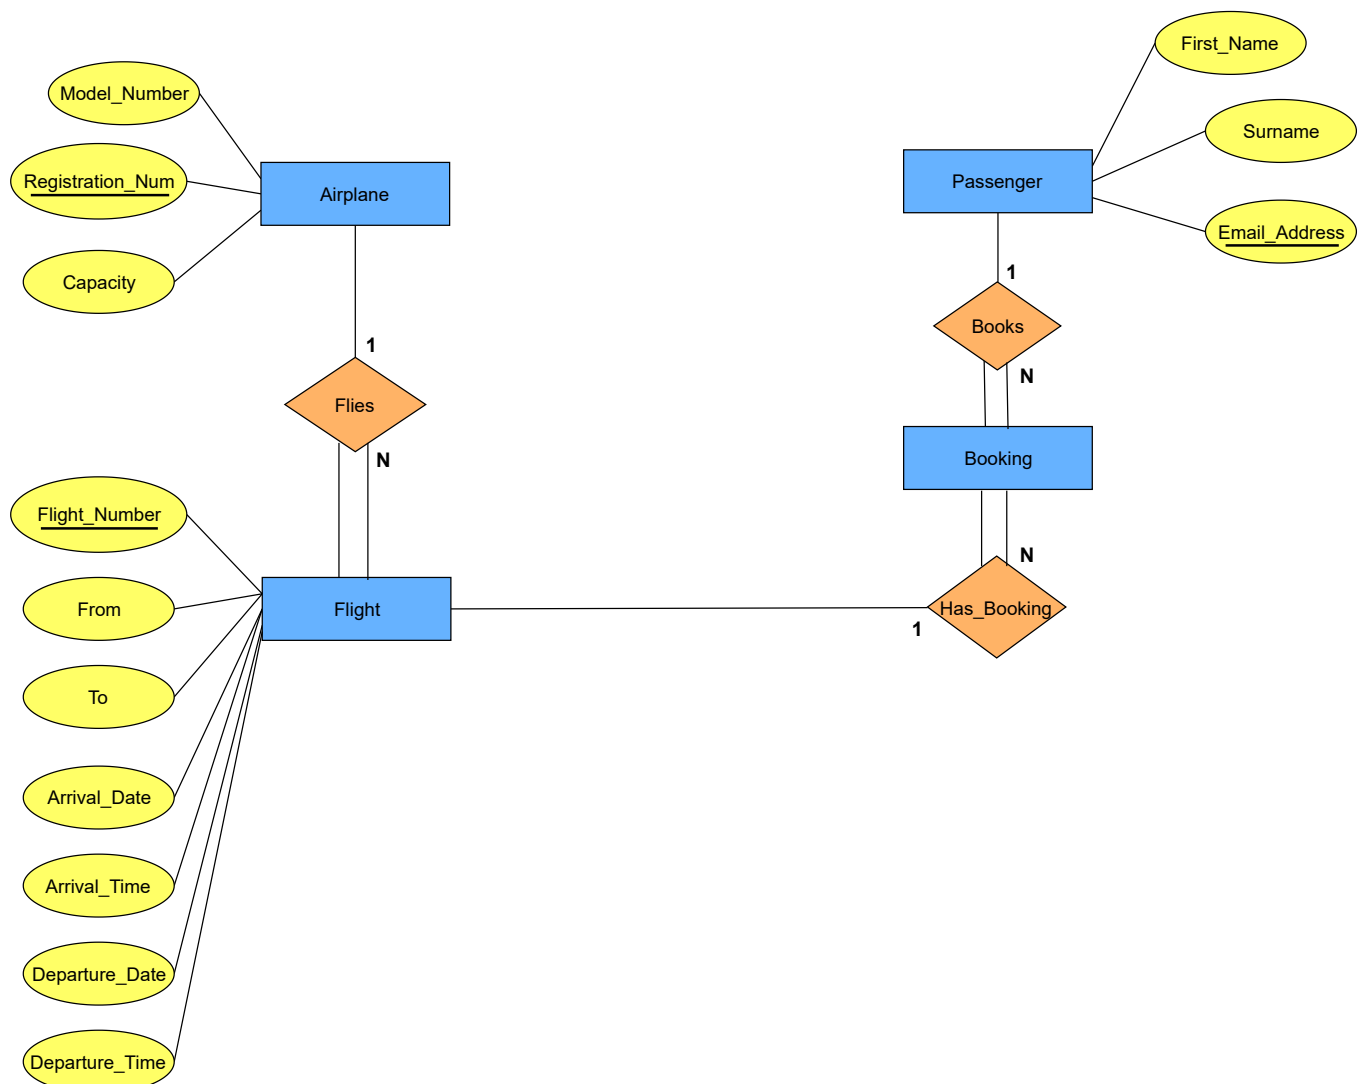 First_Name
Model_Number
Surname
Registration_Num
Airplane
Passenger
Email_Address
Capacity
1
Books
1
N
Flies
N
Booking
Flight_Number
N
From
Flight
Has_Booking
1
To
Arrival_Date
Arrival_Time
Departure_Date
Departure_Time